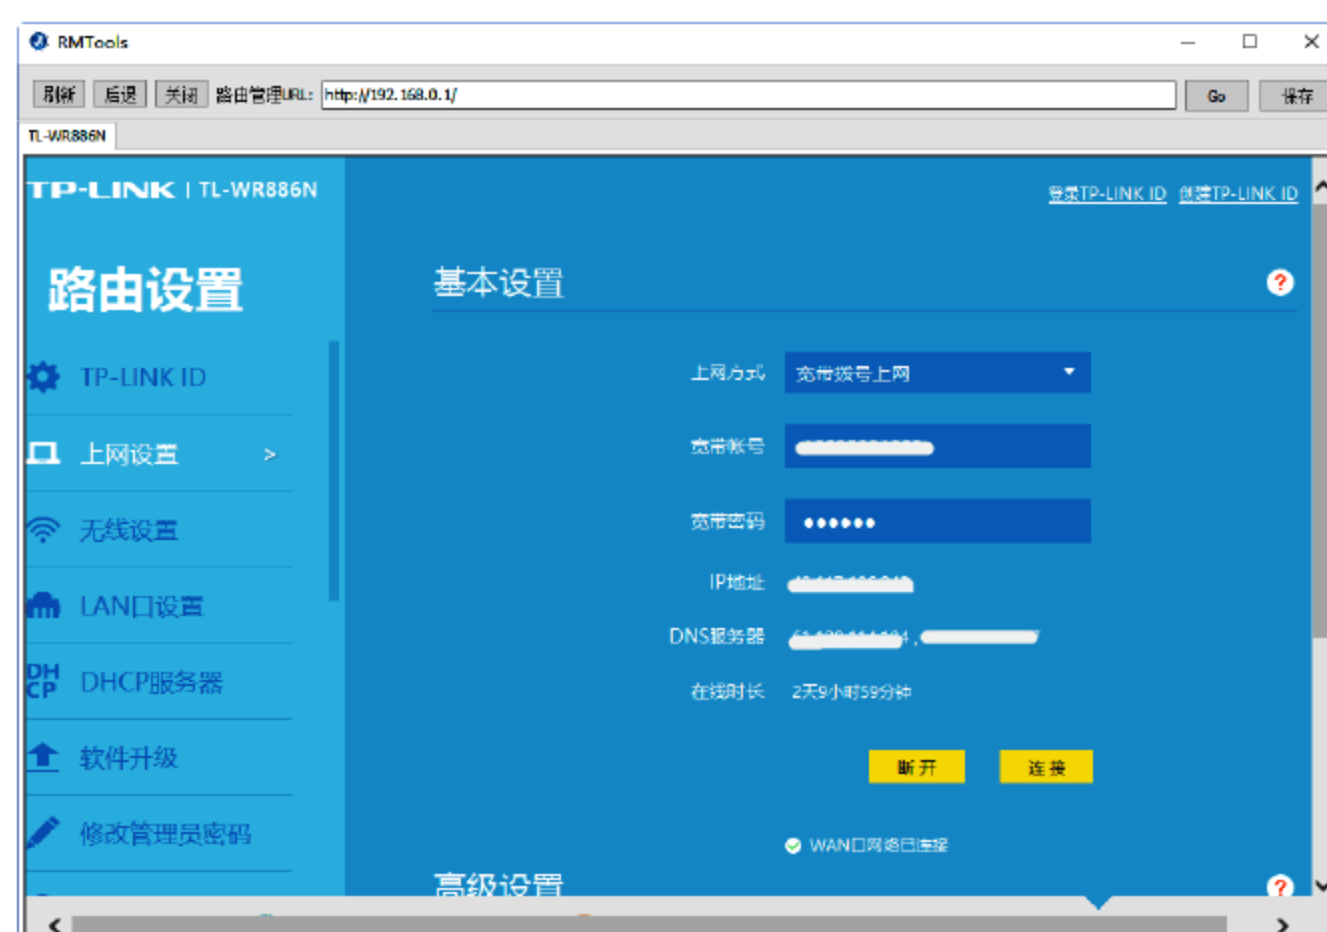 RMTools
刷新 后退 关闭 路由管理URL: http://192.168.0.1/ Go 保存
TL-WR886N
TP-LINK | TL-WR886N
登录TP-LINK ID 创建TP-LINK ID
路由设置
基本设置
TP-LINK ID
上网方式 宽带拨号上网
上网设置 >
宽带帐号
无线设置
宽带密码 ••••••
IP地址
LAN口设置
DNS服务器
DHCP服务器
在线时长 2天9小时59分钟
软件升级
断开 连接
修改管理员密码
WAN口网络已连接
高级设置